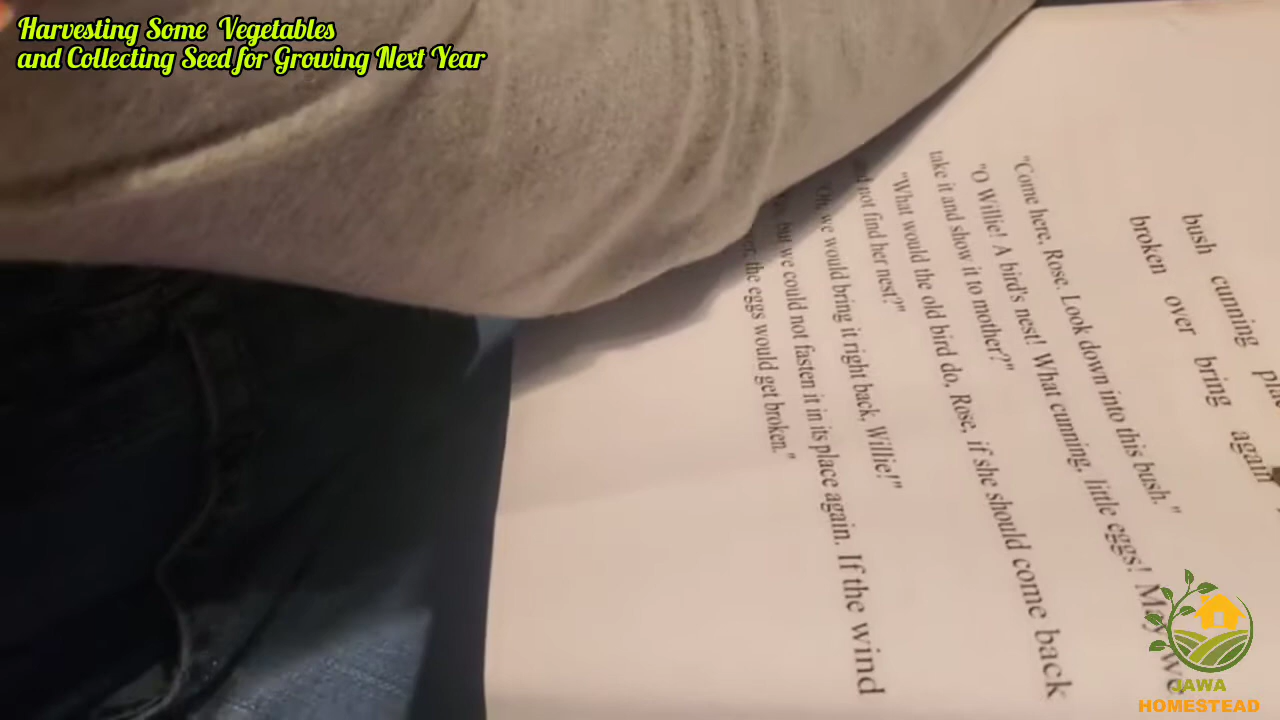 Harvesting Some Vegetables
and Collecting Seed for Growing Next Year
bush cunning
broken over bring again
"Come here, Rose. Look down into this bush."
"O Willie! A bird's nest! What cunning, little eggs! May we
take it and show it to mother?"
"What would the old bird do, Rose, if she should come back
not find her nest?"
we would bring it right back, Willie!"
but we could not fasten it in its place again. If the wind
the eggs would get broken."
JAWA
HOMESTEAD